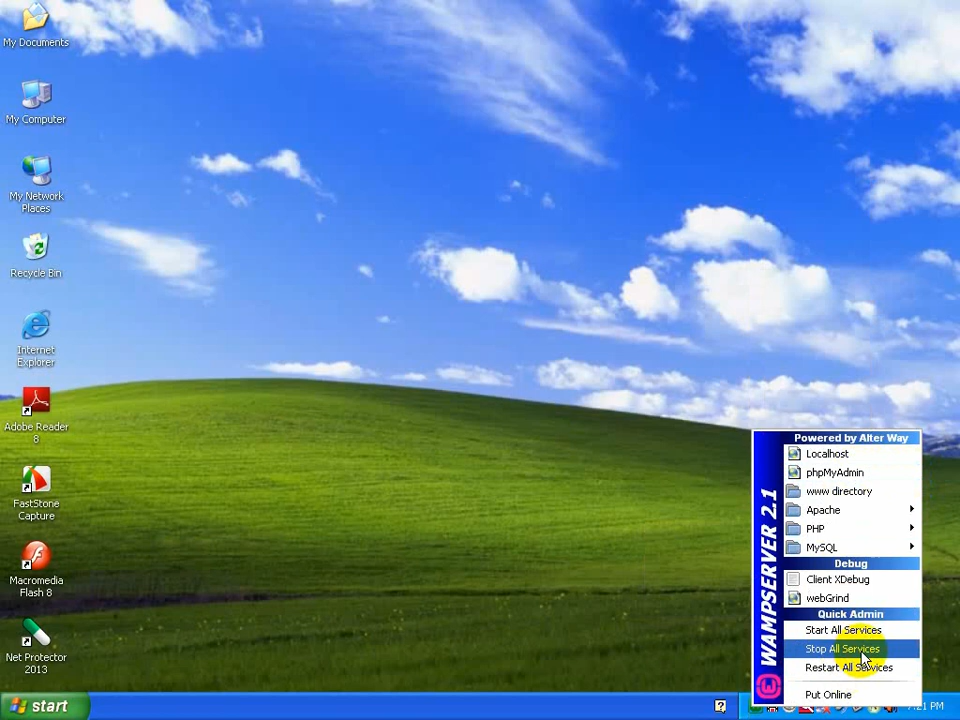 My Documents
My Computer
My Network
Places
Recycle Bin
Internet
Explorer
Adobe Reader
8
FastStone
Capture
Macromedia
Flash 8
Net Protector
2013
WAMPSERVER 2.1
Powered by Alter Way
Localhost
phpMyAdmin
www directory
Apache
PHP
MySQL
Debug
Client XDebug
webGrind
Quick Admin
Start All Services
Stop All Services
Restart All Services
Put Online
start